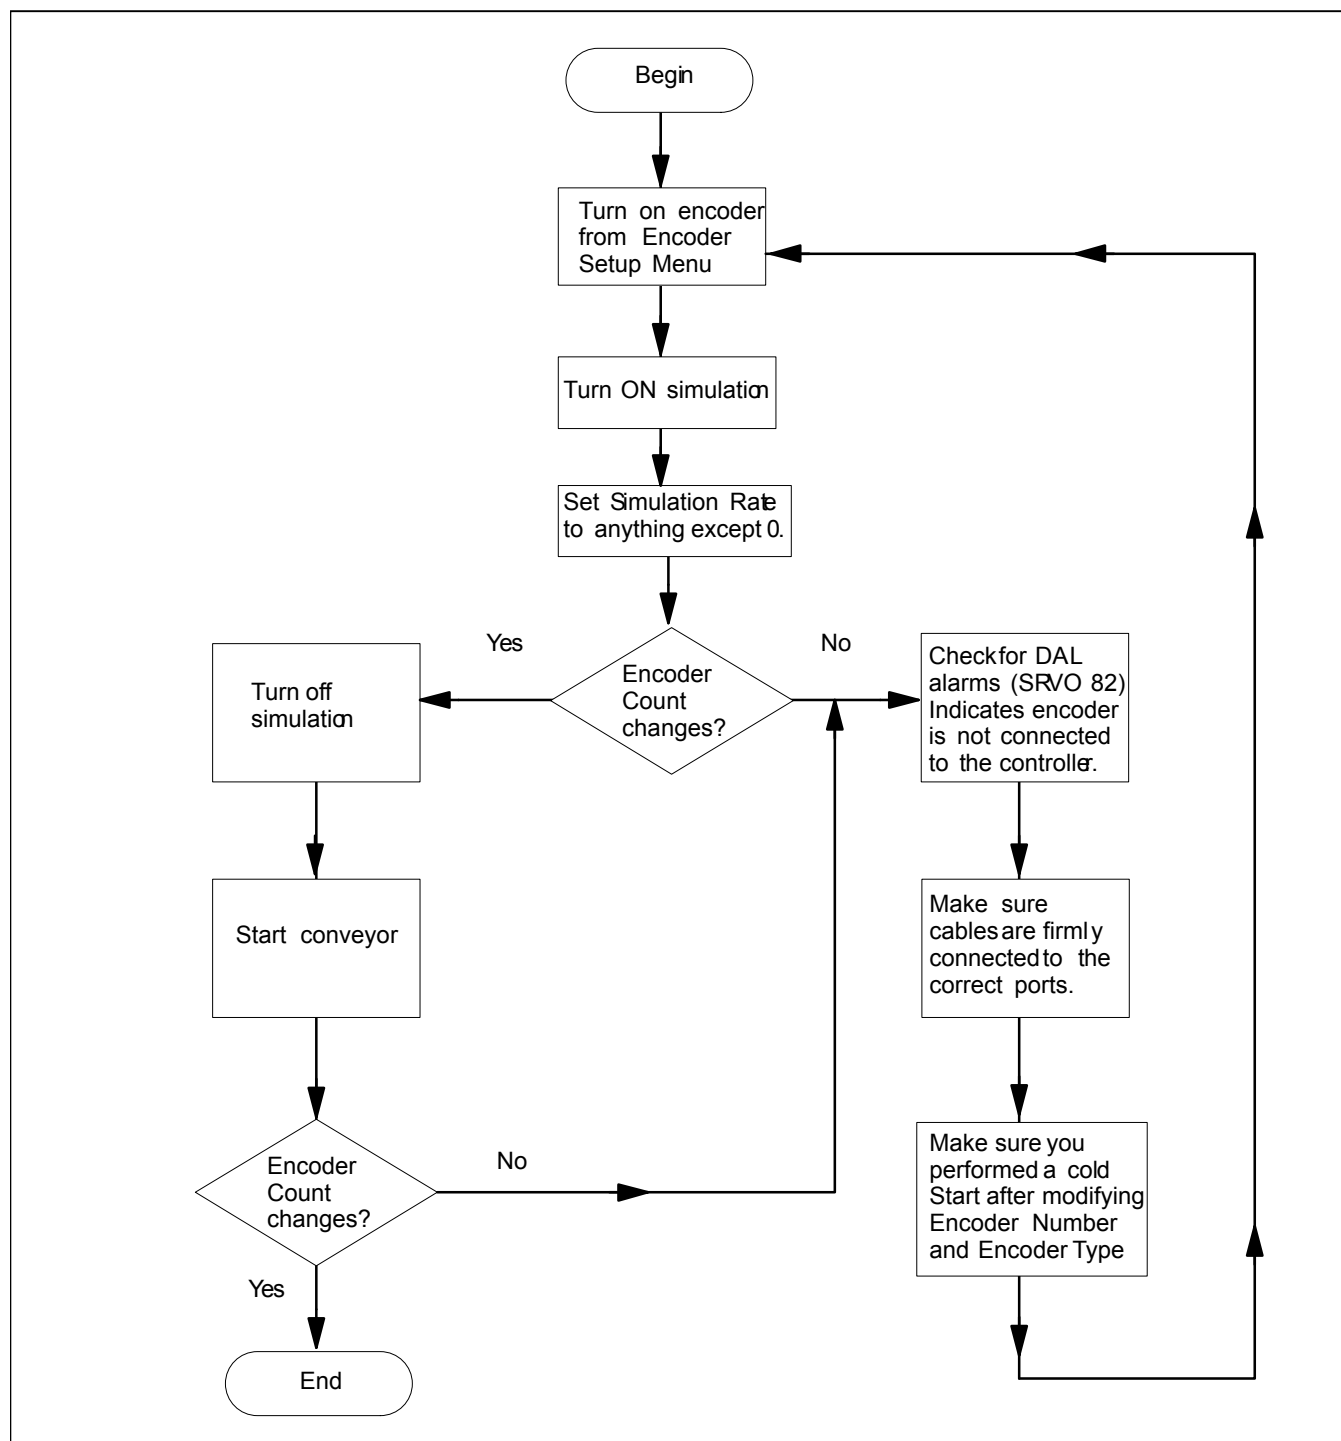 Begin
Turn on encoder
from Encoder
Setup Menu
Turn ON simulation
Set Simulation Rate
to anything except 0.
Yes
No
Encoder
Count
changes?
Turn off
simulation
Check for DAL
alarms (SRVO 82)
Indicates encoder
is not connected
to the controller.
Start conveyor
Make sure
cables are firmly
connected to the
correct ports.
Encoder
Count
changes?
No
Make sure you
performed a cold
Start after modifying
Encoder Number
and Encoder Type
Yes
End